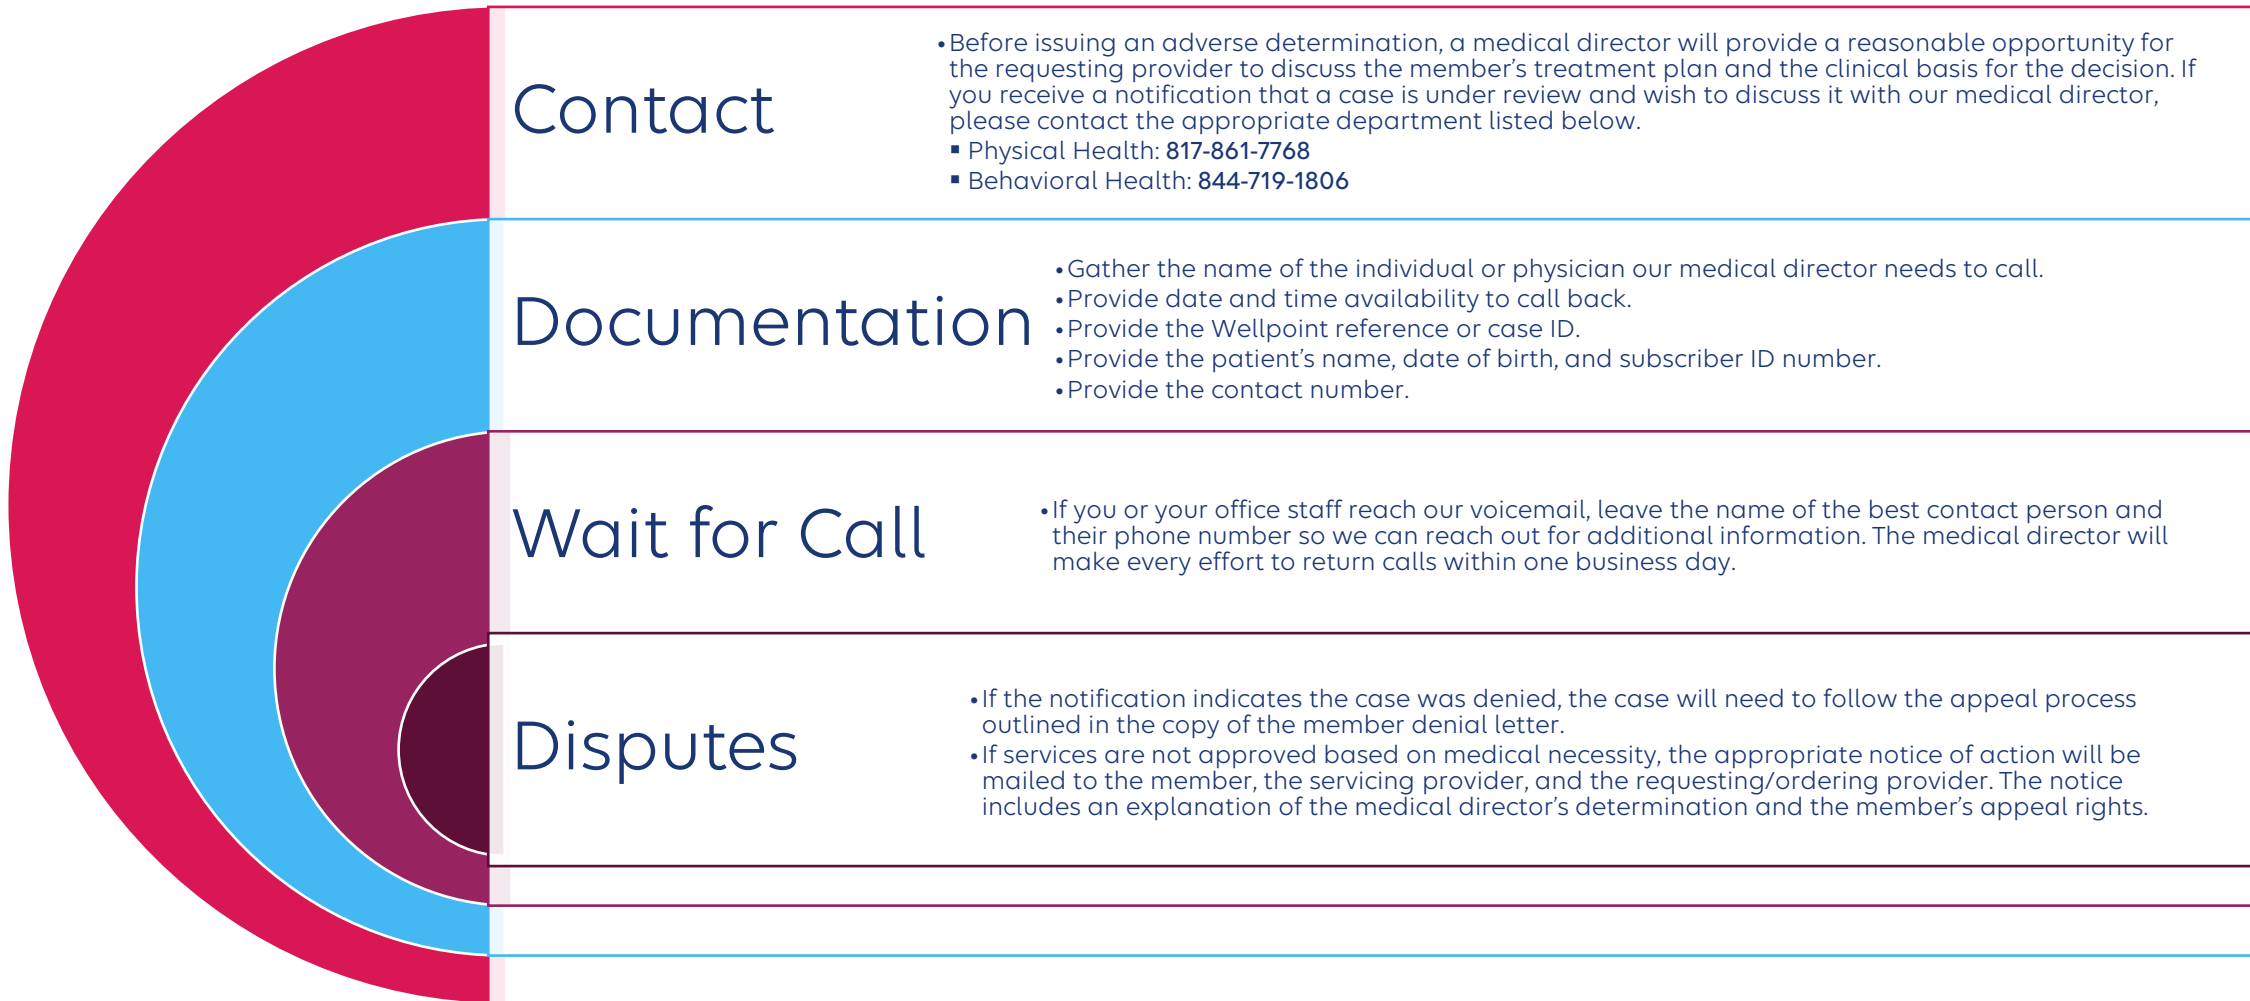 Contact
•Before issuing an adverse determination, a medical director will provide a reasonable opportunity for
the requesting provider to discuss the member’s treatment plan and the clinical basis for the decision. If
you receive a notification that a case is under review and wish to discuss it with our medical director,
please contact the appropriate department listed below.
▪ Physical Health: 817-861-7768
▪ Behavioral Health: 844-719-1806
Documentation
•Gather the name of the individual or physician our medical director needs to call.
•Provide date and time availability to call back.
•Provide the Wellpoint reference or case ID.
•Provide the patient’s name, date of birth, and subscriber ID number.
•Provide the contact number.
Wait for Call
•If you or your office staff reach our voicemail, leave the name of the best contact person and
their phone number so we can reach out for additional information. The medical director will
make every effort to return calls within one business day.
Disputes
•If the notification indicates the case was denied, the case will need to follow the appeal process
outlined in the copy of the member denial letter.
•If services are not approved based on medical necessity, the appropriate notice of action will be
mailed to the member, the servicing provider, and the requesting/ordering provider. The notice
includes an explanation of the medical director’s determination and the member’s appeal rights.